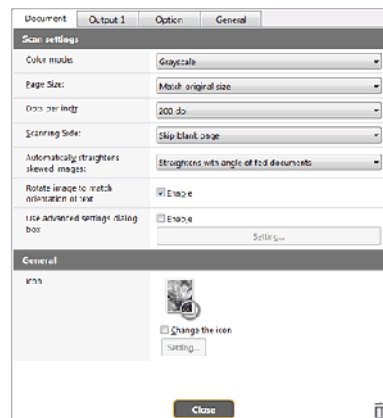 Document
Output 1
Option
General
Scan settings
Color mode:
Grayscale
Page Size:
Match original size
Dots per inch:
200 dpi
Scanning Side:
Skip blank page
Automatically straightens
skewed images:
Straightens with angle of fed documents
Rotate image to match
orientation of text
Enable
Use advanced settings dialog
box
Enable
Setting...
General
Icon
Change the icon
Setting...
Close